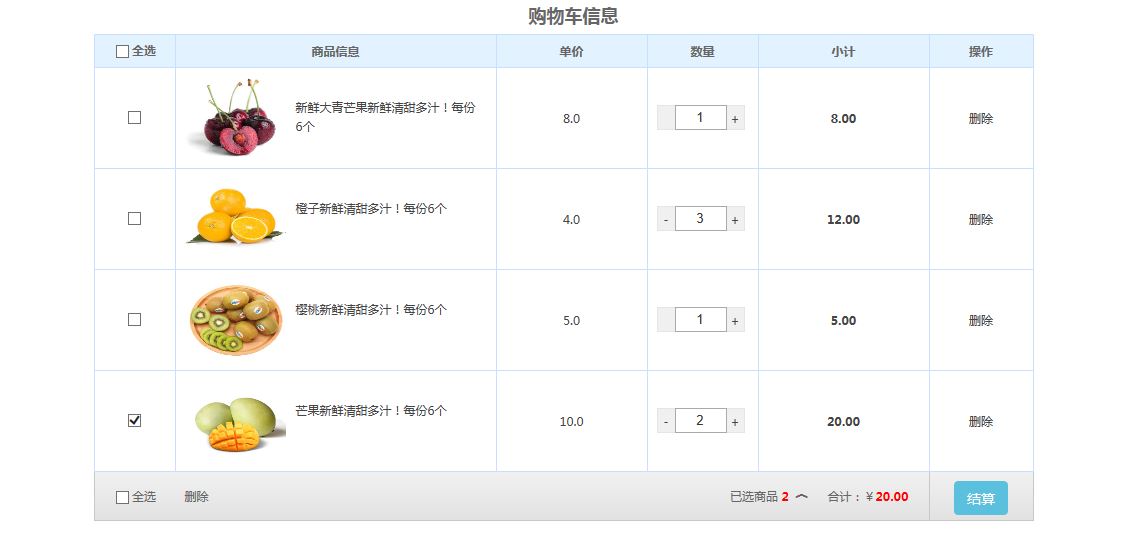 购物车信息
全选 商品信息 单价 数量 小计 操作
新鲜大青芒果新鲜清甜多汁！每份
6个
8.0 1 + 8.00 删除
橙子新鲜清甜多汁！每份6个
4.0 - 3 + 12.00 删除
樱桃新鲜清甜多汁！每份6个
5.0 1 + 5.00 删除
芒果新鲜清甜多汁！每份6个
10.0 - 2 + 20.00 删除
全选 删除 已选商品 2 合计：￥20.00 结算